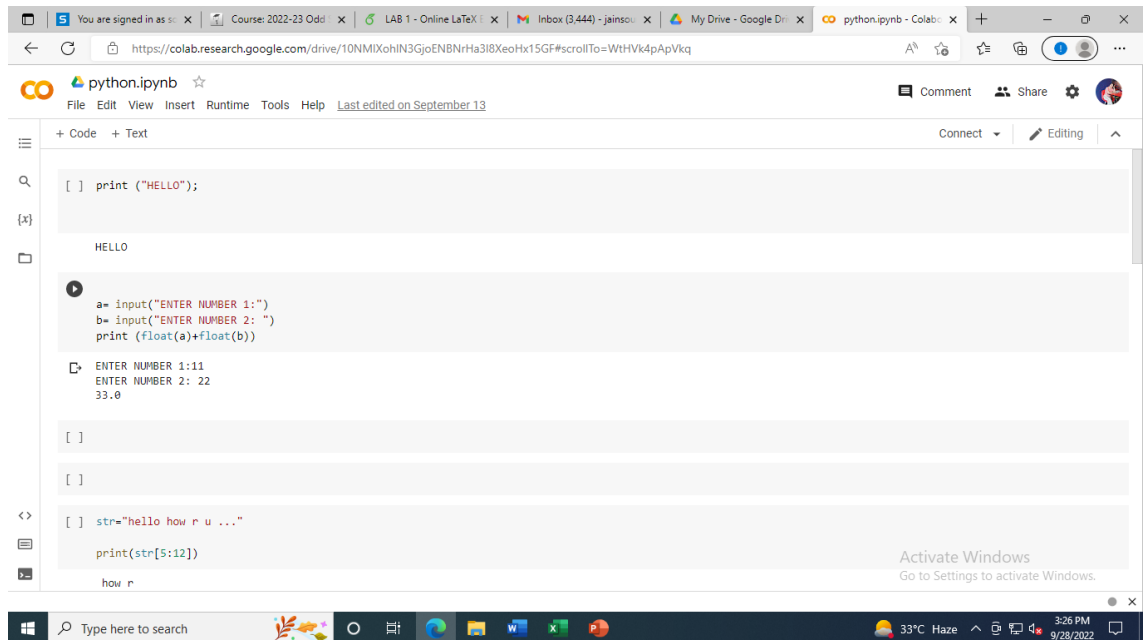 You are signed in as sc
Course: 2022-23 Odd S
LAB 1 - Online LaTeX E
Inbox (3,444) - jainsou
My Drive - Google Dri
python.ipynb - Colabo
https://colab.research.google.com/drive/10NMIXohIN3GjoENBNrHa3I8XeoHx15GF#scrollTo=WtHVk4pApVkq
python.ipynb
File Edit View Insert Runtime Tools Help Last edited on September 13
Comment Share
+ Code + Text
Connect Editing
[ ] print ("HELLO");
{x}
HELLO
a= input("ENTER NUMBER 1:")
b= input("ENTER NUMBER 2: ")
print (float(a)+float(b))
ENTER NUMBER 1:11
ENTER NUMBER 2: 22
33.0
[ ]
[ ]
[ ] str="hello how r u ..."
print(str[5:12])
how r
Activate Windows
Go to Settings to activate Windows.
Type here to search
33°C Haze
3:26 PM
9/28/2022